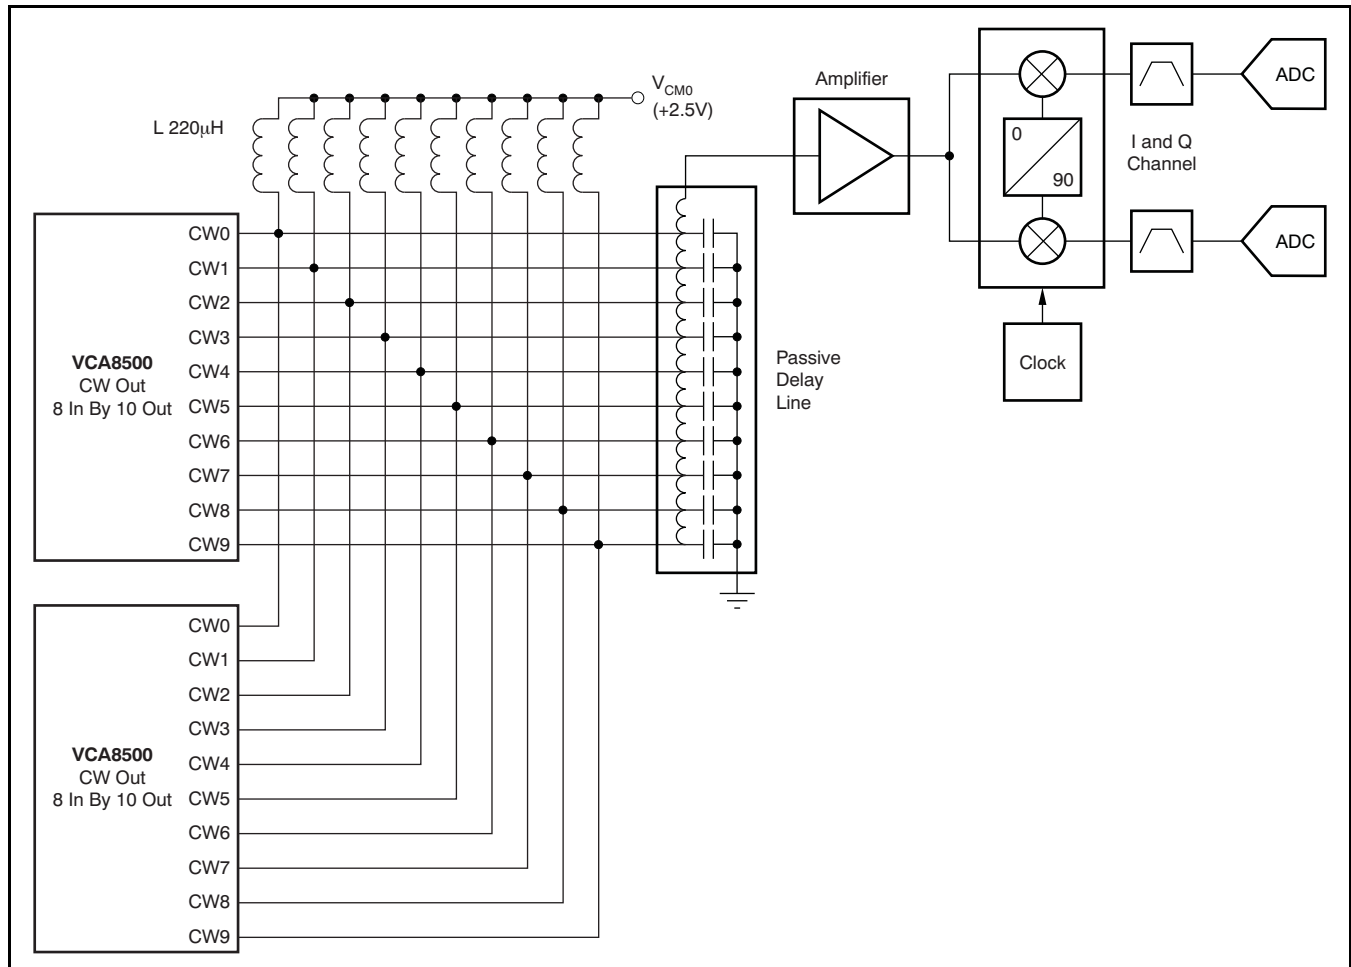 V_CM0
(+2.5V)
L 220μH
Amplifier
ADC
I and Q
Channel
0
90
ADC
Clock
Passive
Delay
Line
VCA8500
CW Out
8 In By 10 Out
CW0
CW1
CW2
CW3
CW4
CW5
CW6
CW7
CW8
CW9
VCA8500
CW Out
8 In By 10 Out
CW0
CW1
CW2
CW3
CW4
CW5
CW6
CW7
CW8
CW9